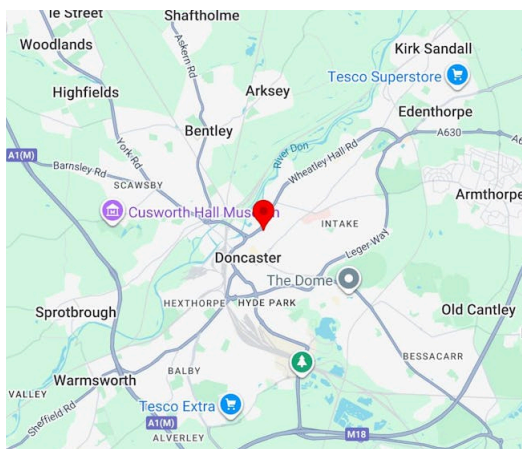 Shaftholme
Woodlands
Askern Rd
Kirk Sandall
Tesco Superstore
Highfields
Arksey
Edenthorpe
Bentley
River Don
York Rd
Wheatley Hall Rd
A630
A1(M)
Barnsley Rd
SCAWSBY
Armthorpe
Cusworth Hall Museum
INTAKE
Leger Way
Doncaster
The Dome
HEXTHORPE
HYDE PARK
Old Cantley
Sprotbrough
BESSACARR
Warmsworth
BALBY
VALLEY
Sheffield Rd
Tesco Extra
A1(M)
ALVERLEY
M18